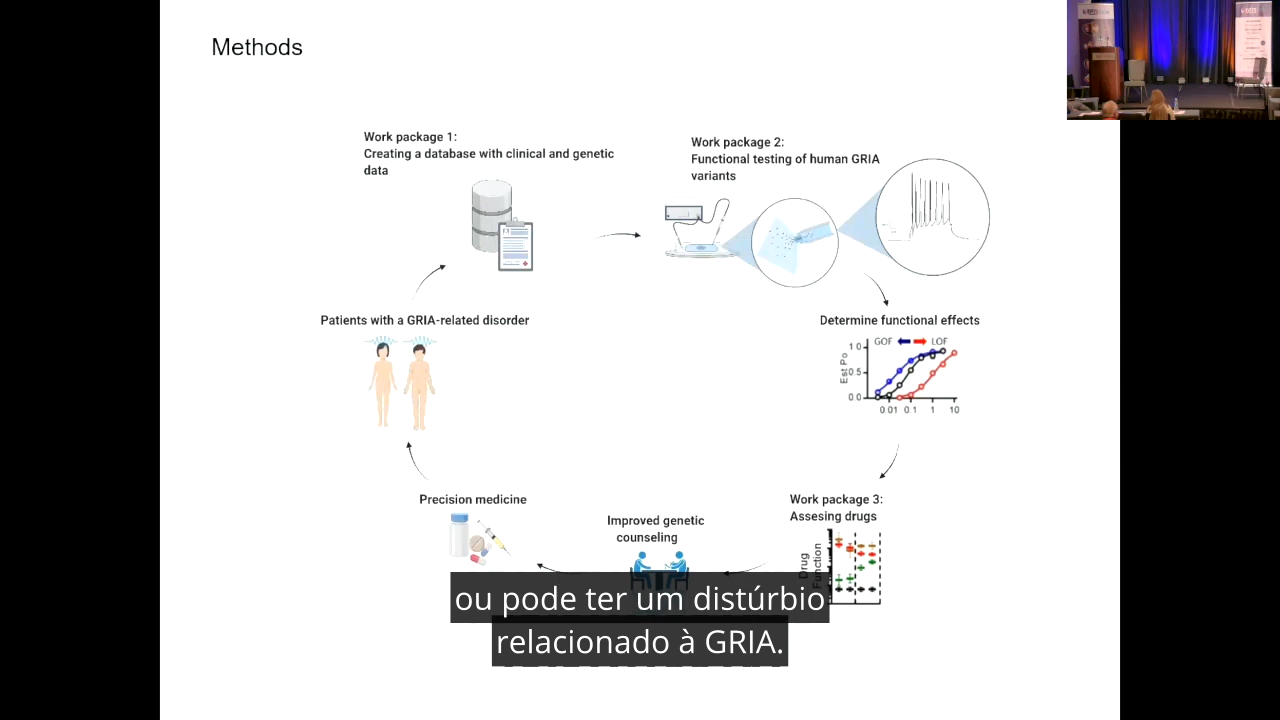 Methods
Work package 1:
Creating a database with clinical and genetic
data
Work package 2:
Functional testing of human GRIA
variants
Patients with a GRIA-related disorder
Determine functional effects
GOF
LOF
Est Po
1 0
0.5
0.0
0 01 0.1 1 10
Precision medicine
Improved genetic
counseling
Work package 3:
Assesing drugs
Drug
Function
ou pode ter um distúrbio
relacionado à GRIA.